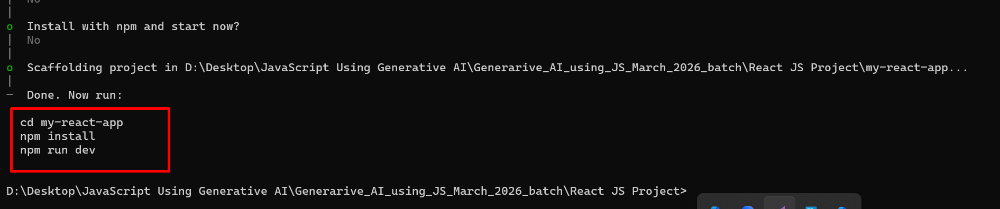 No
o Install with npm and start now?
No
o Scaffolding project in D:\Desktop\JavaScript Using Generative AI\Generarive_AI_using_JS_March_2026_batch\React JS Project\my-react-app...
Done. Now run:
cd my-react-app
npm install
npm run dev
D:\Desktop\JavaScript Using Generative AI\Generarive_AI_using_JS_March_2026_batch\React JS Project>